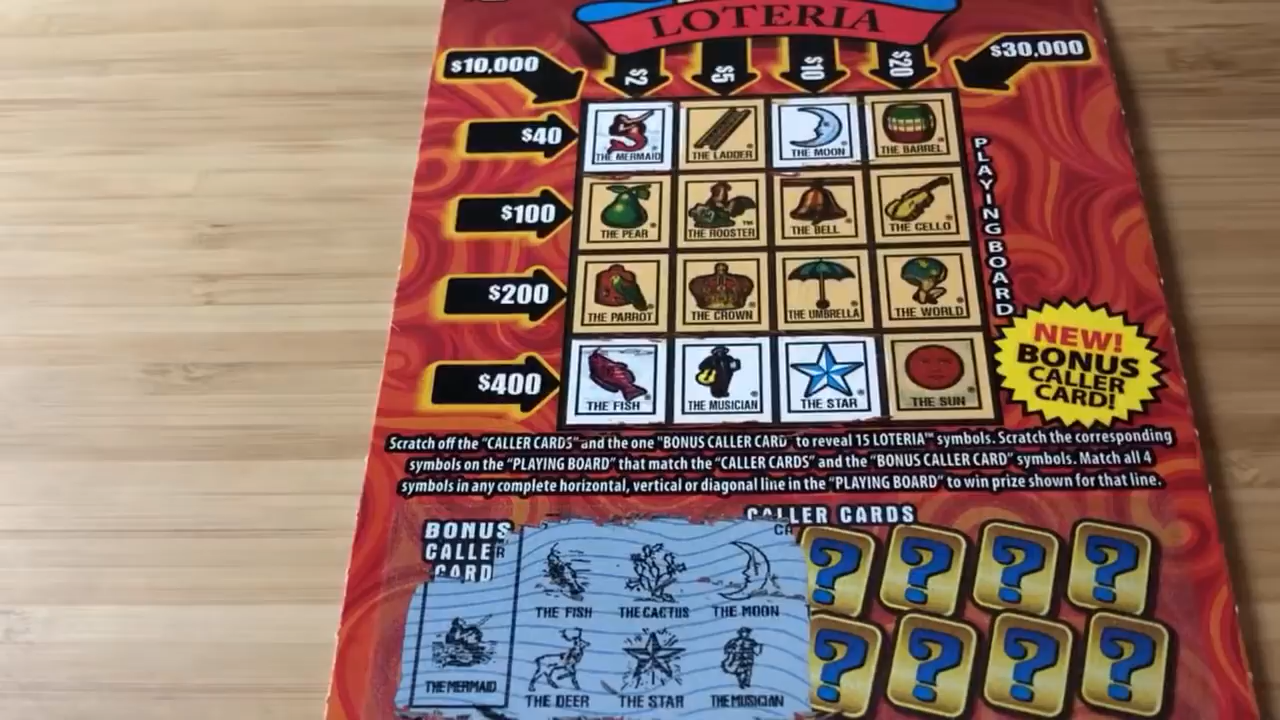 LOTERIA
$10,000
$2
$5
$10
$20
$30,000
$40
THE MERMAID
THE LADDER
THE MOON
THE BARREL
$100
THE PEAR
THE ROOSTER
THE BELL
THE CELLO
$200
THE PARROT
THE CROWN
THE UMBRELLA
THE WORLD
$400
THE FISH
THE MUSICIAN
THE STAR
THE SUN
PLAYING BOARD
NEW!
BONUS
CALLER
CARD!
Scratch off the "CALLER CARDS" and the one "BONUS CALLER CARD" to reveal 15 LOTERIA™ symbols. Scratch the corresponding
symbols on the "PLAYING BOARD" that match the "CALLER CARDS" and the "BONUS CALLER CARD" symbols. Match all 4
symbols in any complete horizontal, vertical or diagonal line in the "PLAYING BOARD" to win prize shown for that line.
CALLER CARDS
BONUS
CALLER
CARD
THE MERMAID
THE FISH
THE CACTUS
THE MOON
? ? ? ?
THE DEER
THE STAR
THE MUSICIAN
? ? ? ?